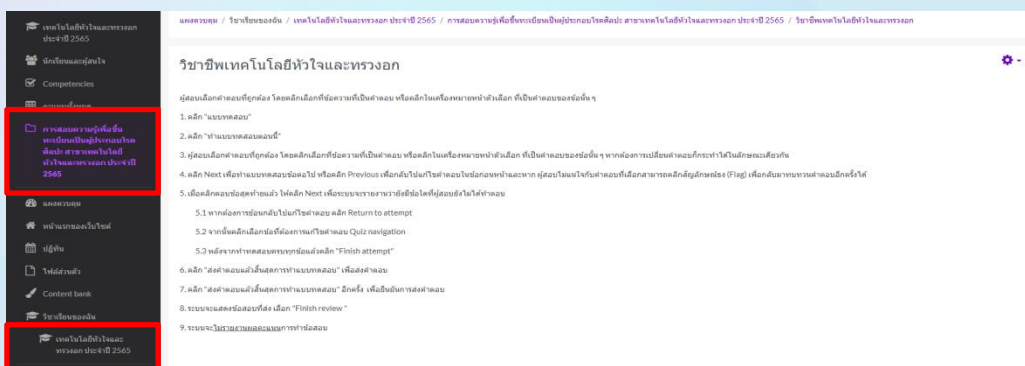 แผงควบคุม / วิชาเรียนของฉัน / เทคโนโลยีหัวใจและทรวงอก ประจำปี 2565 / การสอบความรู้เพื่อขึ้นทะเบียนเป็นผู้ประกอบโรคศิลปะ สาขาเทคโนโลยีหัวใจและทรวงอก ประจำปี 2565 / วิชาชีพเทคโนโลยีหัวใจและทรวงอก
เทคโนโลยีหัวใจและทรวงอก
ประจำปี 2565
นักเรียนและผู้สนใจ
Competencies
การสอบความรู้เพื่อขึ้น
ทะเบียนเป็นผู้ประกอบโรค
ศิลปะ สาขาเทคโนโลยี
หัวใจและทรวงอก ประจำปี
2565
แผงควบคุม
หน้าแรกของเว็บไซต์
ปฏิทิน
ไฟล์ส่วนตัว
Content bank
วิชาเรียนของฉัน
เทคโนโลยีหัวใจและ
ทรวงอก ประจำปี 2565
วิชาชีพเทคโนโลยีหัวใจและทรวงอก
ผู้สอบเลือกคำตอบที่ถูกต้อง โดยคลิกเลือกที่ข้อความที่เป็นคำตอบ หรือคลิกในเครื่องหมายหน้าตัวเลือก ที่เป็นคำตอบของข้อนั้น ๆ
1. คลิก "แบบทดสอบ"
2. คลิก "ทำแบบทดสอบตอนนี้"
3. ผู้สอบเลือกคำตอบที่ถูกต้อง โดยคลิกเลือกที่ข้อความที่เป็นคำตอบ หรือคลิกในเครื่องหมายหน้าตัวเลือก ที่เป็นคำตอบของข้อนั้น ๆ หากต้องการเปลี่ยนคำตอบก็กระทำได้ในลักษณะเดียวกัน
4. คลิก Next เพื่อทำแบบทดสอบข้อต่อไป หรือคลิก Previous เพื่อกลับไปแก้ไขคำตอบในข้อก่อนหน้าและหาก ผู้สอบไม่แน่ใจกับคำตอบที่เลือกสามารถคลิกสัญลักษณ์ธง (Flag) เพื่อกลับมาทบทวนคำตอบอีกครั้งได้
5. เมื่อคลิกตอบข้อสุดท้ายแล้ว ให้คลิก Next เพื่อระบบจะรายงานว่ายังมีข้อใดที่ผู้สอบยังไม่ได้ทำตอบ
5.1 หากต้องการย้อนกลับไปแก้ไขคำตอบ คลิก Return to attempt
5.2 จากนั้นคลิกเลือกข้อที่ต้องการแก้ไขคำตอบ Quiz navigation
5.3 หลังจากทำทดสอบครบทุกข้อแล้วคลิก "Finish attempt"
6. คลิก "ส่งคำตอบแล้วสิ้นสุดการทำแบบทดสอบ" เพื่อส่งคำตอบ
7. คลิก "ส่งคำตอบแล้วสิ้นสุดการทำแบบทดสอบ" อีกครั้ง เพื่อยืนยันการส่งคำตอบ
8. ระบบจะแสดงข้อสอบที่ส่ง เลือก "Finish review "
9. ระบบจะไม่รายงานผลคะแนนการทำข้อสอบ